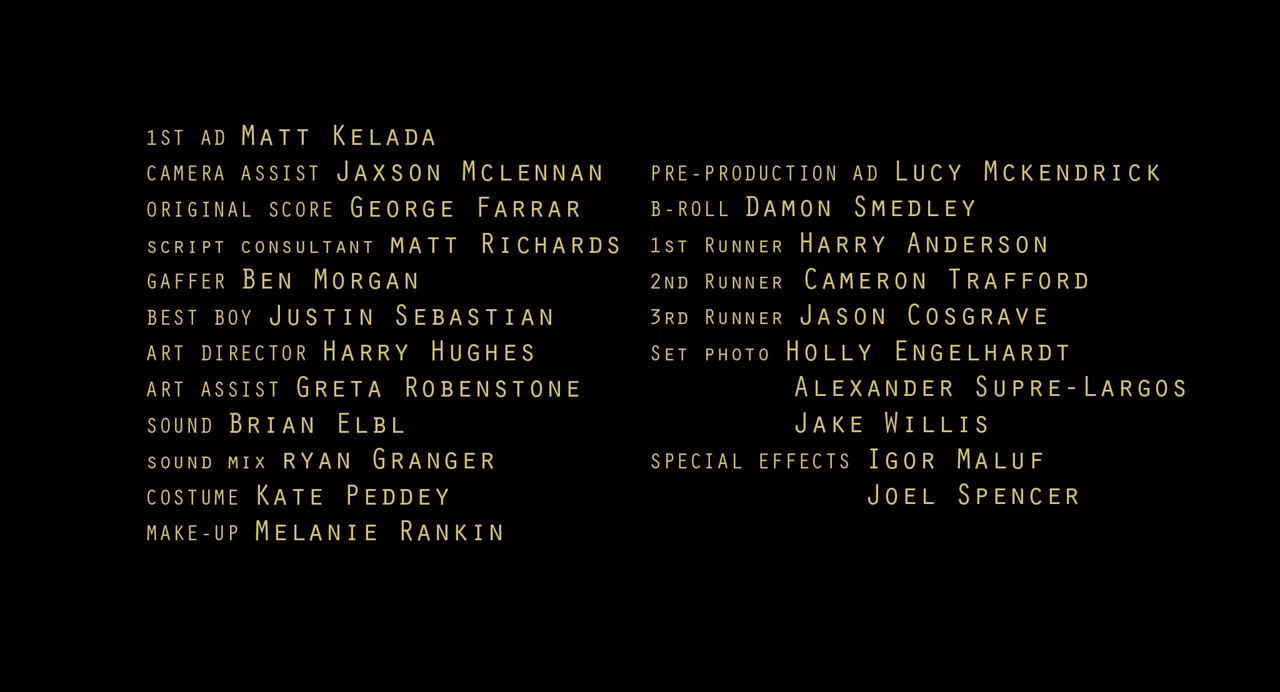 1ST AD MATT KELADA
CAMERA ASSIST JAXSON MCLENNAN
ORIGINAL SCORE GEORGE FARRAR
SCRIPT CONSULTANT MATT RICHARDS
GAFFER BEN MORGAN
BEST BOY JUSTIN SEBASTIAN
ART DIRECTOR HARRY HUGHES
ART ASSIST GRETA ROBENSTONE
SOUND BRIAN ELBL
SOUND MIX RYAN GRANGER
COSTUME KATE PEDDEY
MAKE-UP MELANIE RANKIN
PRE-PRODUCTION AD LUCY MCKENDRICK
B-ROLL DAMON SMEDLEY
1ST RUNNER HARRY ANDERSON
2ND RUNNER CAMERON TRAFFORD
3RD RUNNER JASON COSGRAVE
SET PHOTO HOLLY ENGELHARDT
ALEXANDER SUPRE-LARGOS
JAKE WILLIS
SPECIAL EFFECTS IGOR MALUF
JOEL SPENCER